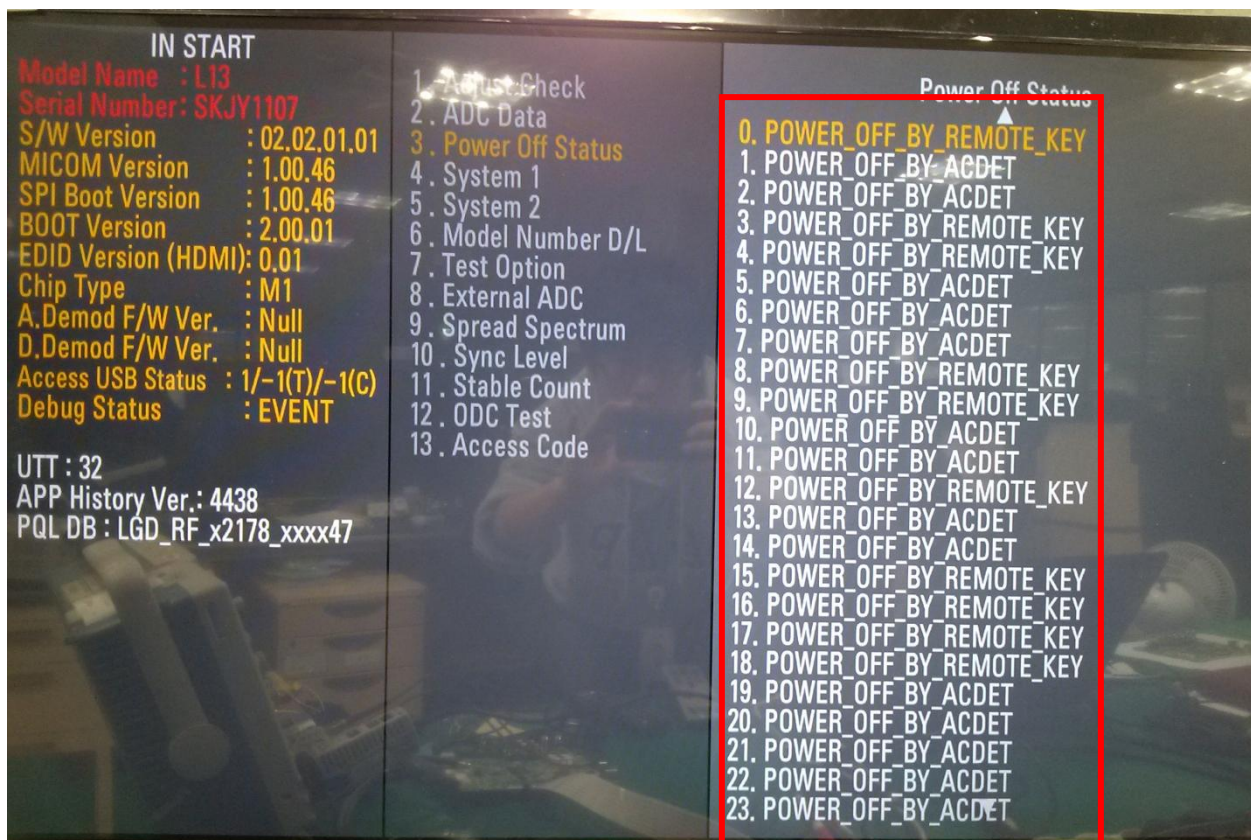 IN START
Model Name : L13
Serial Number: SKJY1107
S/W Version : 02.02.01.01
MICOM Version : 1.00.46
SPI Boot Version : 1.00.46
BOOT Version : 2.00.01
EDID Version (HDMI): 0.01
Chip Type : M1
A.Demod F/W Ver. : Null
D.Demod F/W Ver. : Null
Access USB Status : 1/-1(T)/-1(C)
Debug Status : EVENT
UTT : 32
APP History Ver.: 4438
PQL DB : LGD_RF_x2178_xxxx47
1. Adjust Check
2. ADC Data
3. Power Off Status
4. System 1
5. System 2
6. Model Number D/L
7. Test Option
8. External ADC
9. Spread Spectrum
10. Sync Level
11. Stable Count
12. ODC Test
13. Access Code
Power Off Status
0. POWER_OFF_BY_REMOTE_KEY
1. POWER_OFF_BY_ACDET
2. POWER_OFF_BY_ACDET
3. POWER_OFF_BY_REMOTE_KEY
4. POWER_OFF_BY_REMOTE_KEY
5. POWER_OFF_BY_ACDET
6. POWER_OFF_BY_ACDET
7. POWER_OFF_BY_ACDET
8. POWER_OFF_BY_REMOTE_KEY
9. POWER_OFF_BY_REMOTE_KEY
10. POWER_OFF_BY_ACDET
11. POWER_OFF_BY_ACDET
12. POWER_OFF_BY_REMOTE_KEY
13. POWER_OFF_BY_ACDET
14. POWER_OFF_BY_ACDET
15. POWER_OFF_BY_REMOTE_KEY
16. POWER_OFF_BY_REMOTE_KEY
17. POWER_OFF_BY_REMOTE_KEY
18. POWER_OFF_BY_REMOTE_KEY
19. POWER_OFF_BY_ACDET
20. POWER_OFF_BY_ACDET
21. POWER_OFF_BY_ACDET
22. POWER_OFF_BY_ACDET
23. POWER_OFF_BY_ACDET